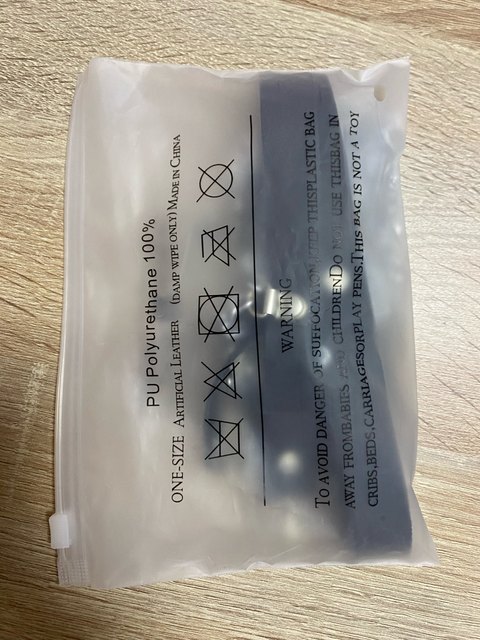 PU Polyurethane 100%
ONE-SIZE ARTIFICIAL LEATHER (DAMP WIPE ONLY) MADE IN CHINA
WARNING
TO AVOID DANGER OF SUFFOCATION,KEEP THISPLASTIC BAG
AWAY FROMBABIES AND CHILDRENDO NOT USE THISBAG IN
CRIBS,BEDS,CARRIAGESORPLAY PENS.THIS BAG IS NOT A TOY